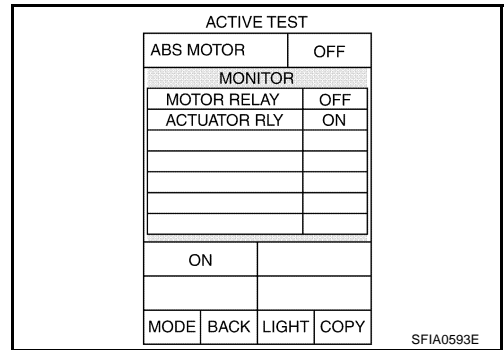 ACTIVE TEST
ABS MOTOR OFF
MONITOR
MOTOR RELAY OFF
ACTUATOR RLY ON
ON
MODE BACK LIGHT COPY
SFIA0593E